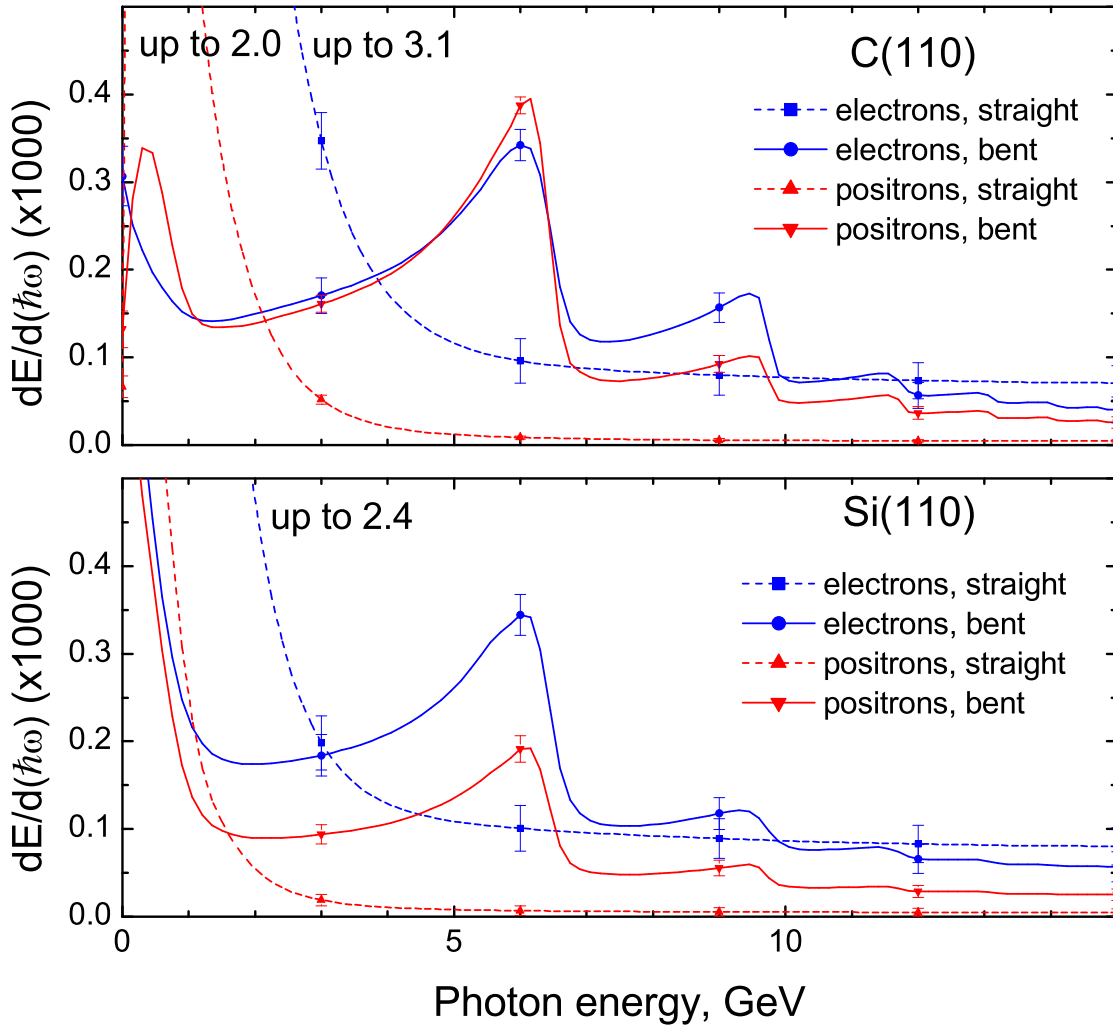 up to 2.0 up to 3.1 C(110)
electrons, straight
electrons, bent
positrons, straight
positrons, bent
dE/d(ℏω) (x1000)
0.4
0.3
0.2
0.1
0.0
up to 2.4 Si(110)
electrons, straight
electrons, bent
positrons, straight
positrons, bent
dE/d(ℏω) (x1000)
0.4
0.3
0.2
0.1
0.0
0 5 10
Photon energy, GeV